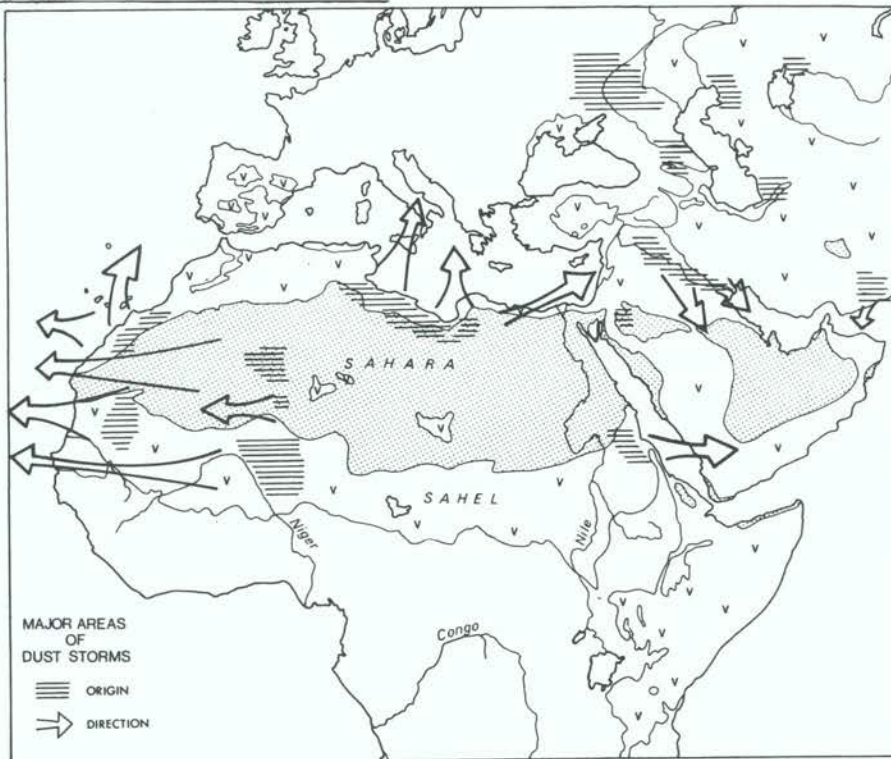 SAHARA
SAHEL
Niger
Nile
Congo
MAJOR AREAS
OF
DUST STORMS
ORIGIN
DIRECTION